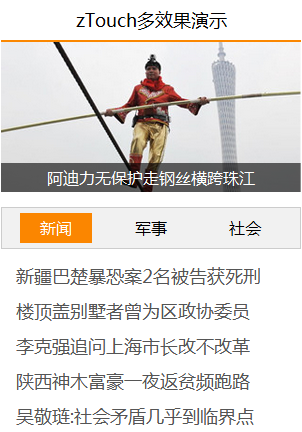 zTouch多效果演示
阿迪力无保护走钢丝横跨珠江
新闻 军事 社会
新疆巴楚暴恐案2名被告获死刑
楼顶盖别墅者曾为区政协委员
李克强追问上海市长改不改革
陕西神木富豪一夜返贫频跑路
吴敬琏:社会矛盾几乎到临界点